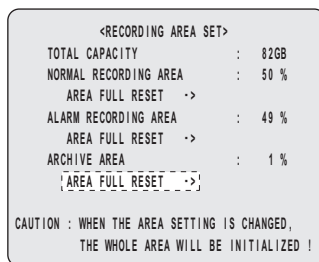 <RECORDING AREA SET>
TOTAL CAPACITY : 82GB
NORMAL RECORDING AREA : 50 %
AREA FULL RESET ->
ALARM RECORDING AREA : 49 %
AREA FULL RESET ->
ARCHIVE AREA : 1 %
AREA FULL RESET ->
CAUTION : WHEN THE AREA SETTING IS CHANGED,
THE WHOLE AREA WILL BE INITIALIZED !